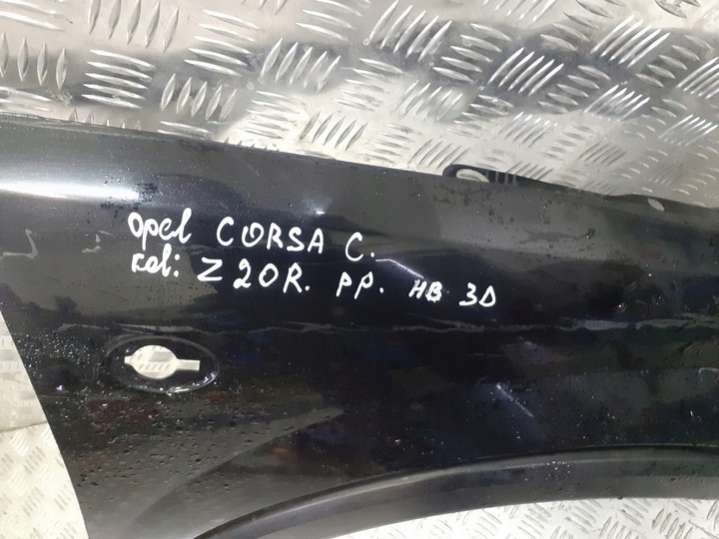 Opel CORSA C.
kol: Z20R. PP. HB 3D